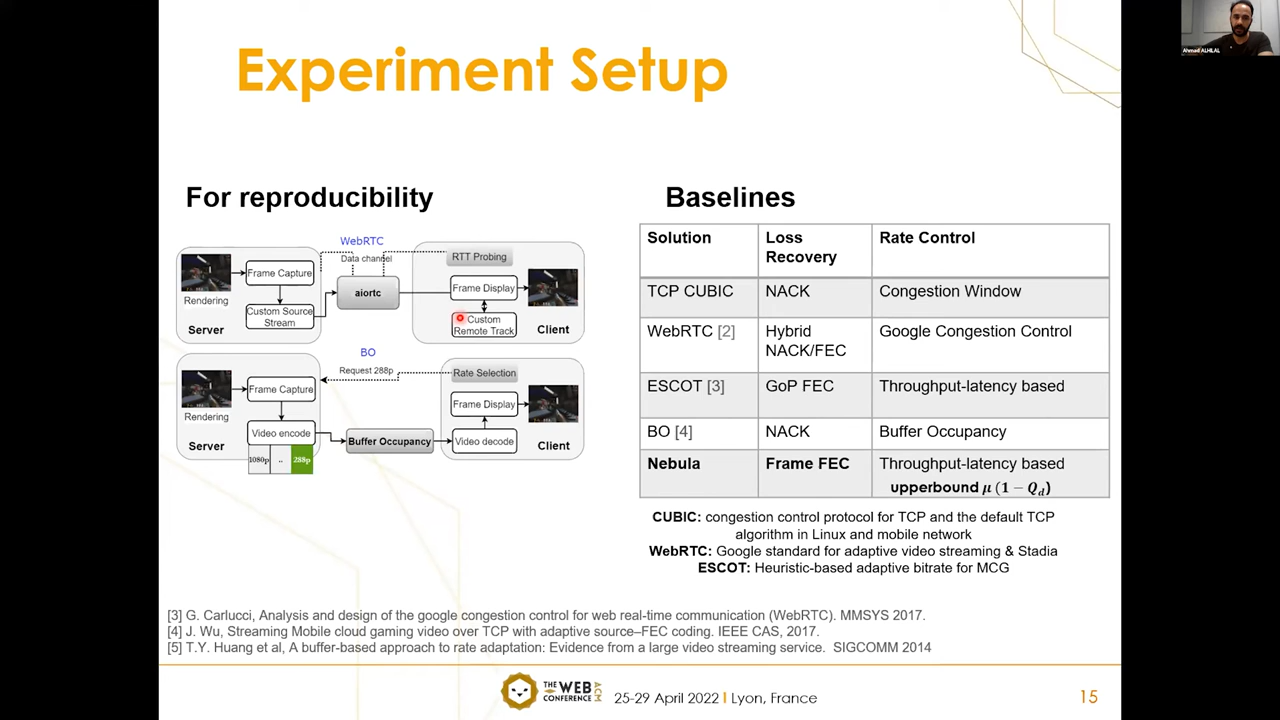 Experiment Setup
Ahmad ALHILAL
For reproducibility
WebRTC
Data channel
Rendering
Frame Capture
Custom Source
Stream
Server
aiortc
RTT Probing
Frame Display
Custom
Remote Track
Client
BO
Request 288p
Rendering
Frame Capture
Video encode
Server
1080p .. 288p
Buffer Occupancy
Rate Selection
Frame Display
Video decode
Client
Baselines
Solution Loss Recovery Rate Control
TCP CUBIC NACK Congestion Window
WebRTC [2] Hybrid NACK/FEC Google Congestion Control
ESCOT [3] GoP FEC Throughput-latency based
BO [4] NACK Buffer Occupancy
Nebula Frame FEC Throughput-latency based
upperbound μ (1 − Q_d)
CUBIC: congestion control protocol for TCP and the default TCP
algorithm in Linux and mobile network
WebRTC: Google standard for adaptive video streaming & Stadia
ESCOT: Heuristic-based adaptive bitrate for MCG
[3] G. Carlucci, Analysis and design of the google congestion control for web real-time communication (WebRTC). MMSYS 2017.
[4] J. Wu, Streaming Mobile cloud gaming video over TCP with adaptive source–FEC coding. IEEE CAS, 2017.
[5] T.Y. Huang et al, A buffer-based approach to rate adaptation: Evidence from a large video streaming service. SIGCOMM 2014
THE WEB
CONFERENCE
ACM
25-29 April 2022 I Lyon, France
15